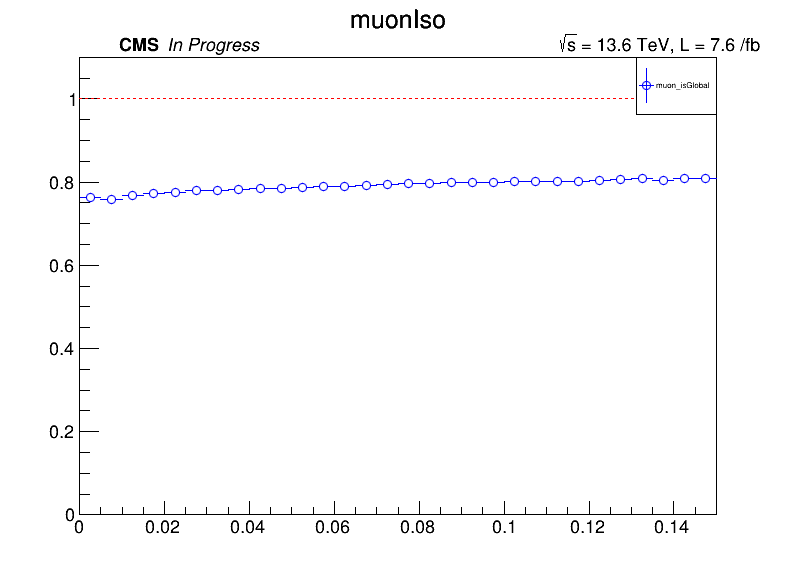 muonIso
CMS In Progress
√s = 13.6 TeV, L = 7.6 /fb
muon_isGlobal
1
0.8
0.6
0.4
0.2
0
0 0.02 0.04 0.06 0.08 0.1 0.12 0.14